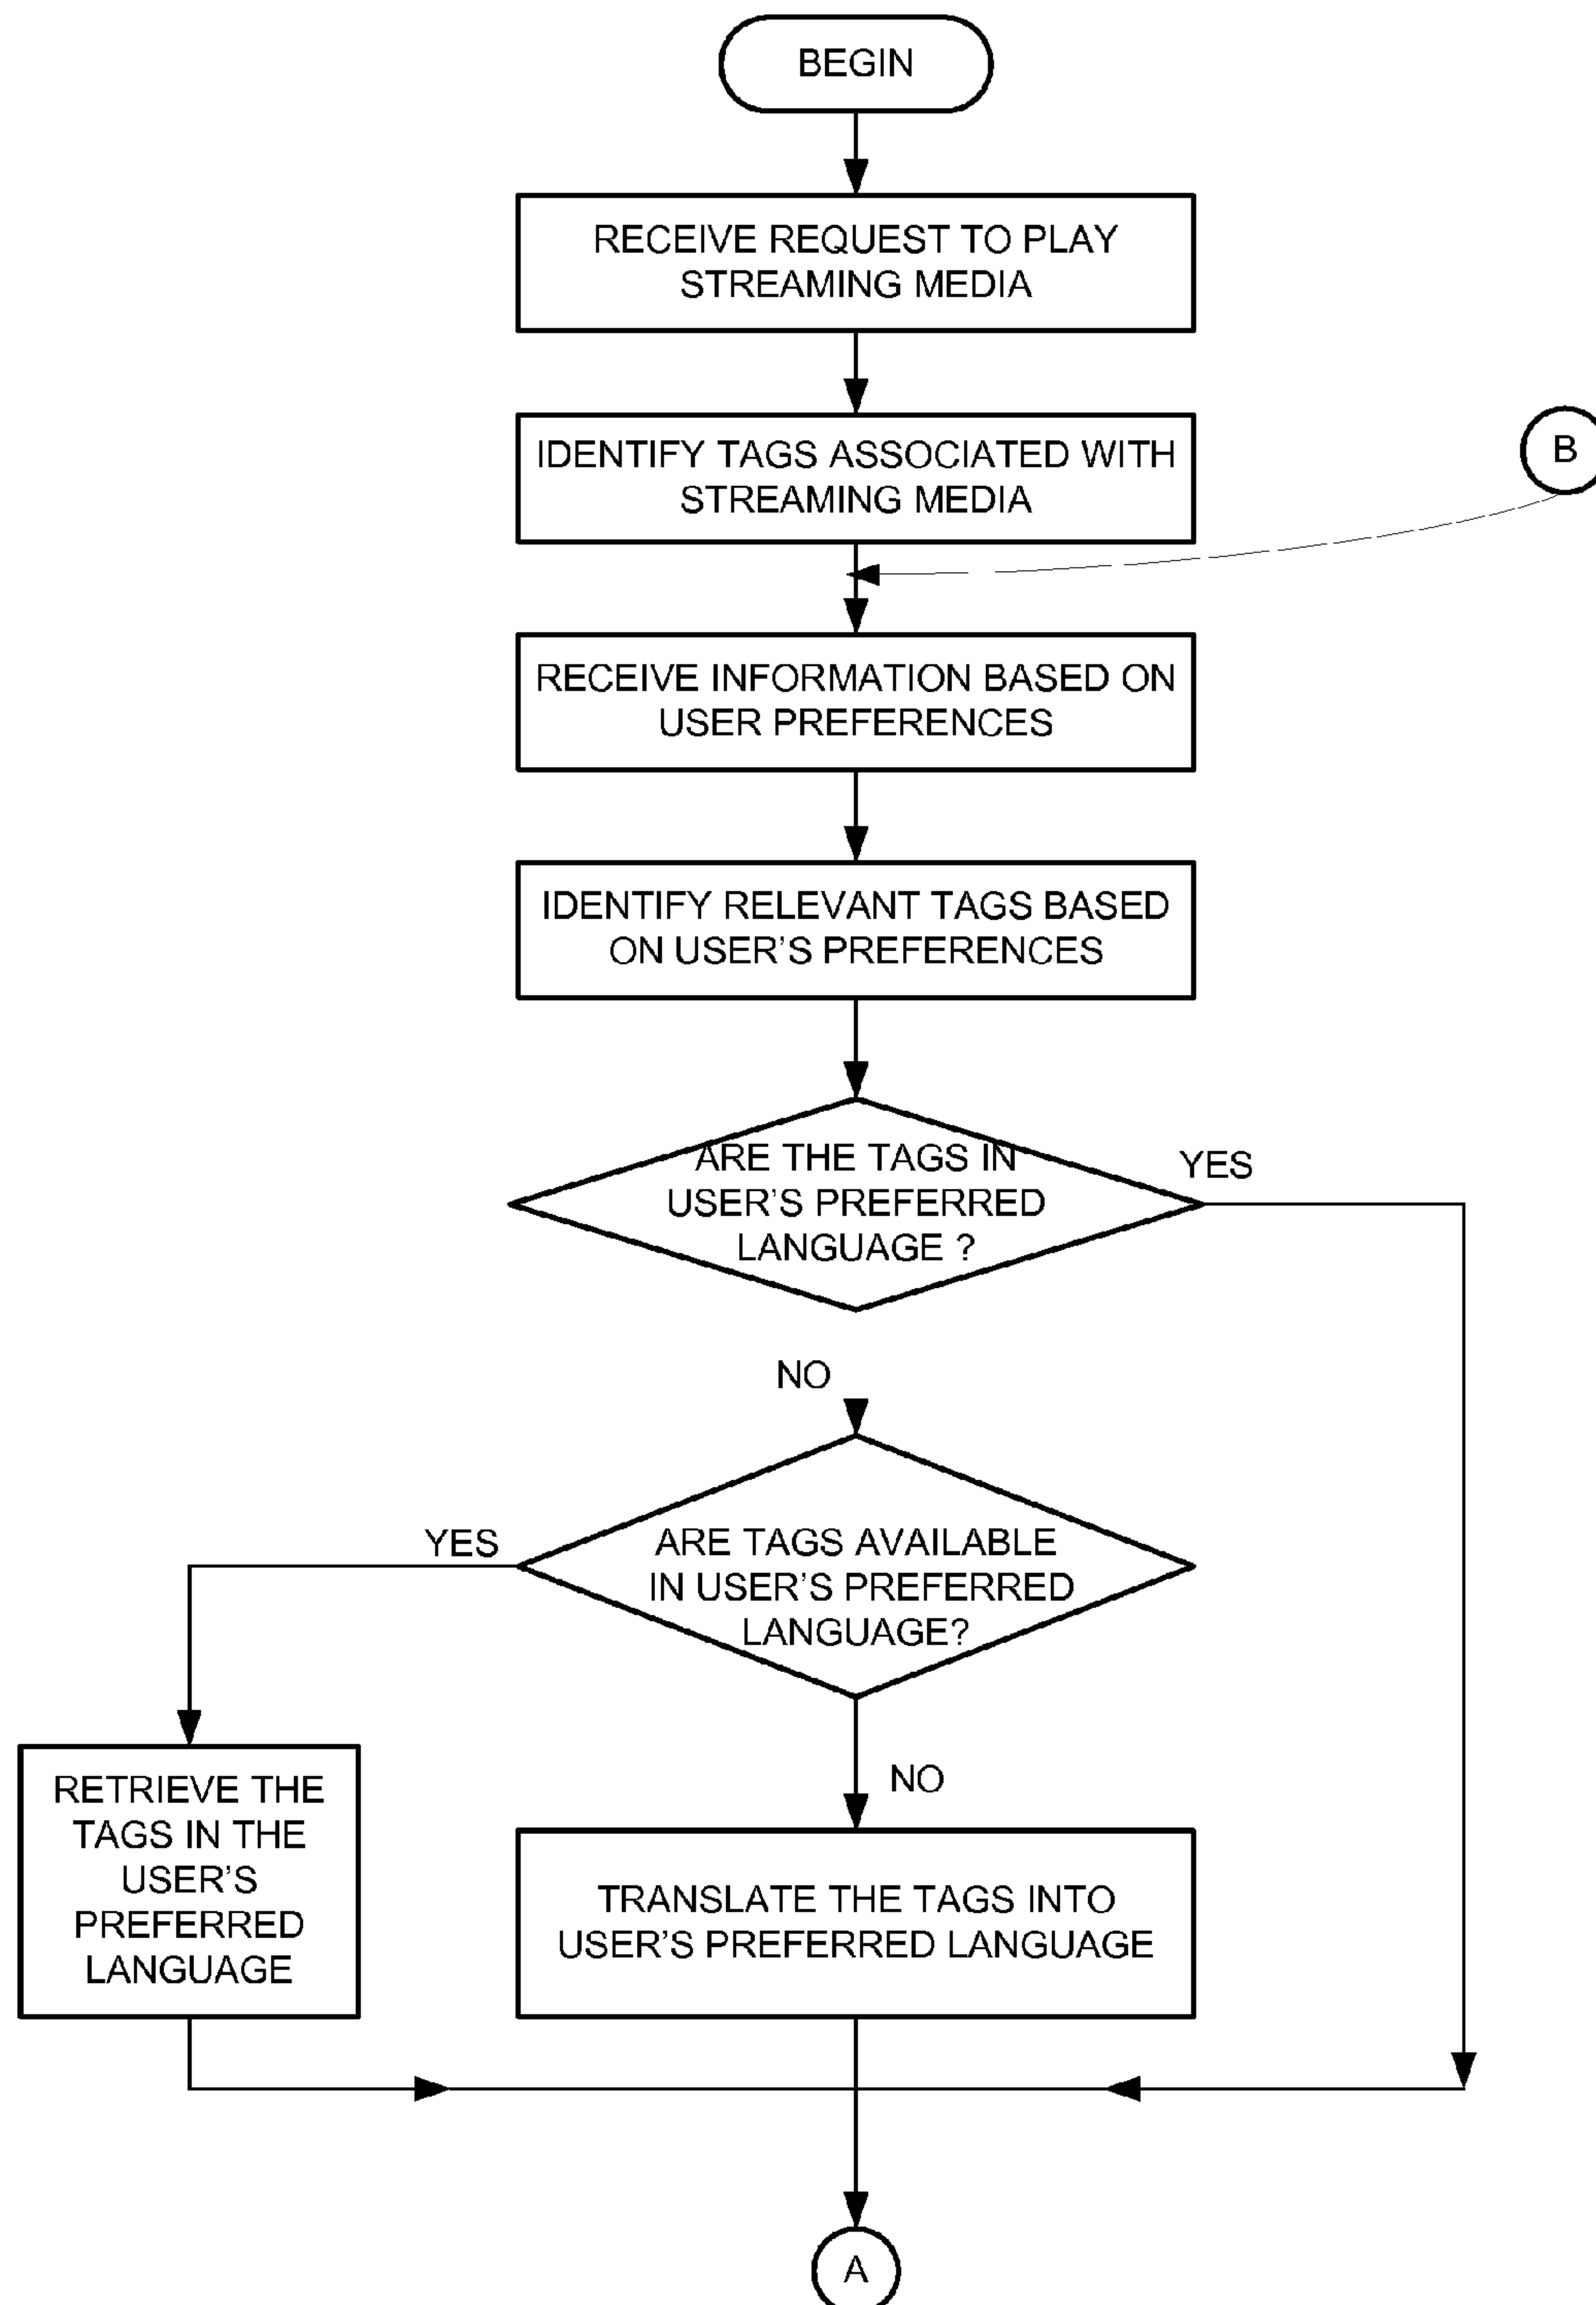 BEGIN
RECEIVE REQUEST TO PLAY
STREAMING MEDIA
IDENTIFY TAGS ASSOCIATED WITH
STREAMING MEDIA
B
RECEIVE INFORMATION BASED ON
USER PREFERENCES
IDENTIFY RELEVANT TAGS BASED
ON USER'S PREFERENCES
ARE THE TAGS IN
USER'S PREFERRED
LANGUAGE ?
YES
NO
ARE TAGS AVAILABLE
IN USER'S PREFERRED
LANGUAGE?
YES
NO
RETRIEVE THE
TAGS IN THE
USER'S
PREFERRED
LANGUAGE
TRANSLATE THE TAGS INTO
USER'S PREFERRED LANGUAGE
A